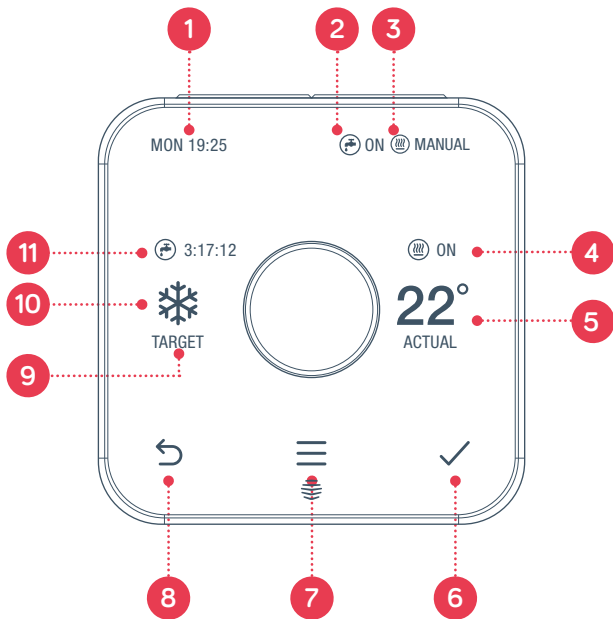 1 2 3
MON 19:25 ON MANUAL
11 3:17:12 ON 4
10 22° 5
TARGET ACTUAL
9
8 7 6